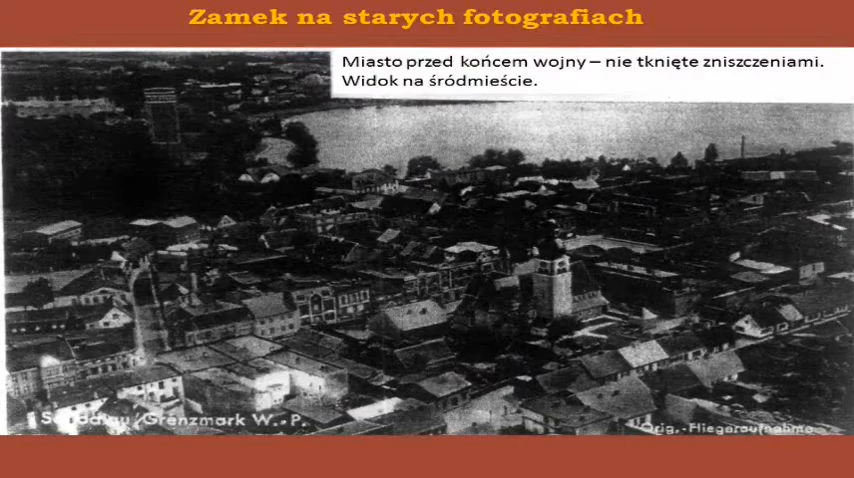 Zamek na starych fotografiach
Miasto przed końcem wojny – nie tknięte zniszczeniami.
Widok na śródmieście.
Grenzmark W.-P.
Orig.-Fliegeraufnahme